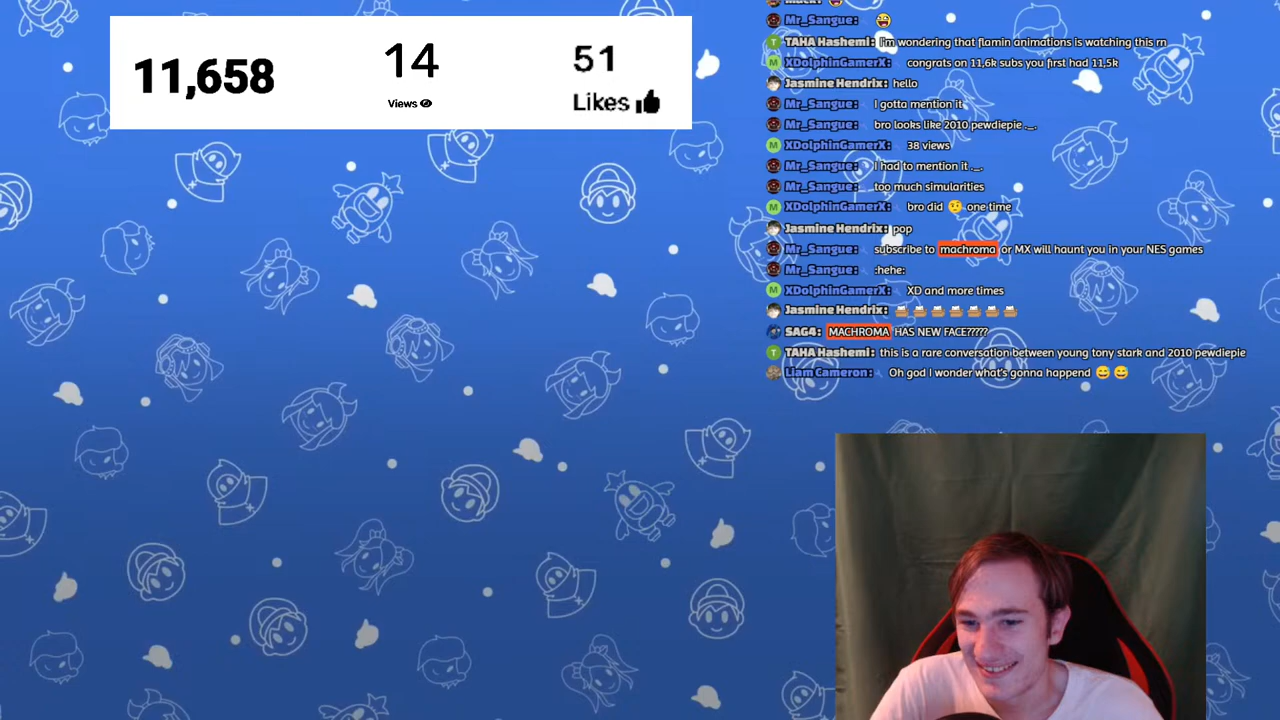 11,658
14
Views
51
Likes
Mr_Sangue:
TAHA Hashemi: I'm wondering that flamin animations is watching this rn
XDolphinGamerX: congrats on 11,6k subs you first had 11,5k
Jasmine Hendrix: hello
Mr_Sangue: I gotta mention it
Mr_Sangue: bro looks like 2010 pewdiepie ._.
XDolphinGamerX: 38 views
Mr_Sangue: I had to mention it ._.
Mr_Sangue: too much simularities
XDolphinGamerX: bro did 🤨 one time
Jasmine Hendrix: pop
Mr_Sangue: subscribe to machroma or MX will haunt you in your NES games
Mr_Sangue: :hehe:
XDolphinGamerX: XD and more times
Jasmine Hendrix:
SAG4: MACHROMA HAS NEW FACE?????
TAHA Hashemi: this is a rare conversation between young tony stark and 2010 pewdiepie
Liam Cameron: Oh god I wonder what's gonna happend 😅 😅